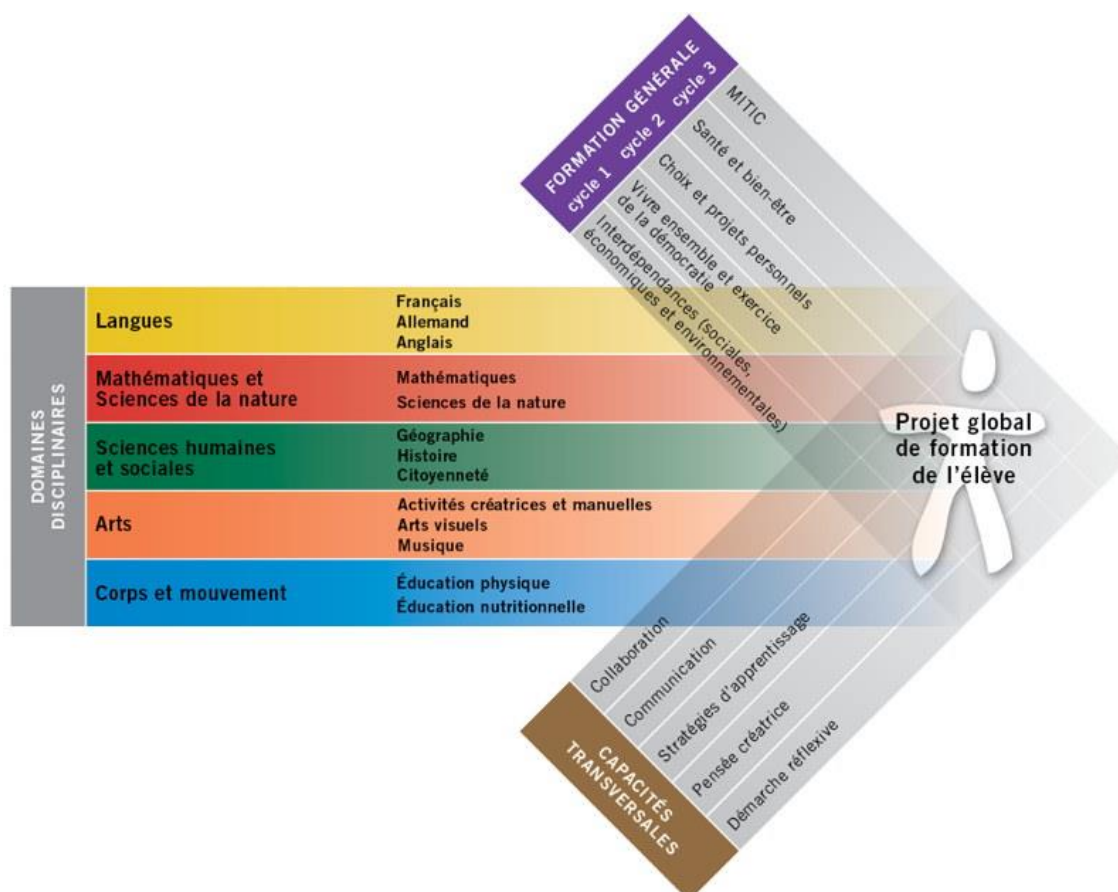 FORMATION GÉNÉRALE
cycle 1 cycle 2 cycle 3
MITIC
Santé et bien-être
Choix et projets personnels
Vivre ensemble et exercice
de la démocratie
Interdépendances (sociales,
économiques et environnementales)
DOMAINES
DISCIPLINAIRES
Langues
Français
Allemand
Anglais
Mathématiques et
Sciences de la nature
Mathématiques
Sciences de la nature
Sciences humaines
et sociales
Géographie
Histoire
Citoyenneté
Arts
Activités créatrices et manuelles
Arts visuels
Musique
Corps et mouvement
Éducation physique
Éducation nutritionnelle
Projet global
de formation
de l'élève
Collaboration
Communication
Stratégies d'apprentissage
Pensée créatrice
Démarche réflexive
CAPACITÉS
TRANSVERSALES